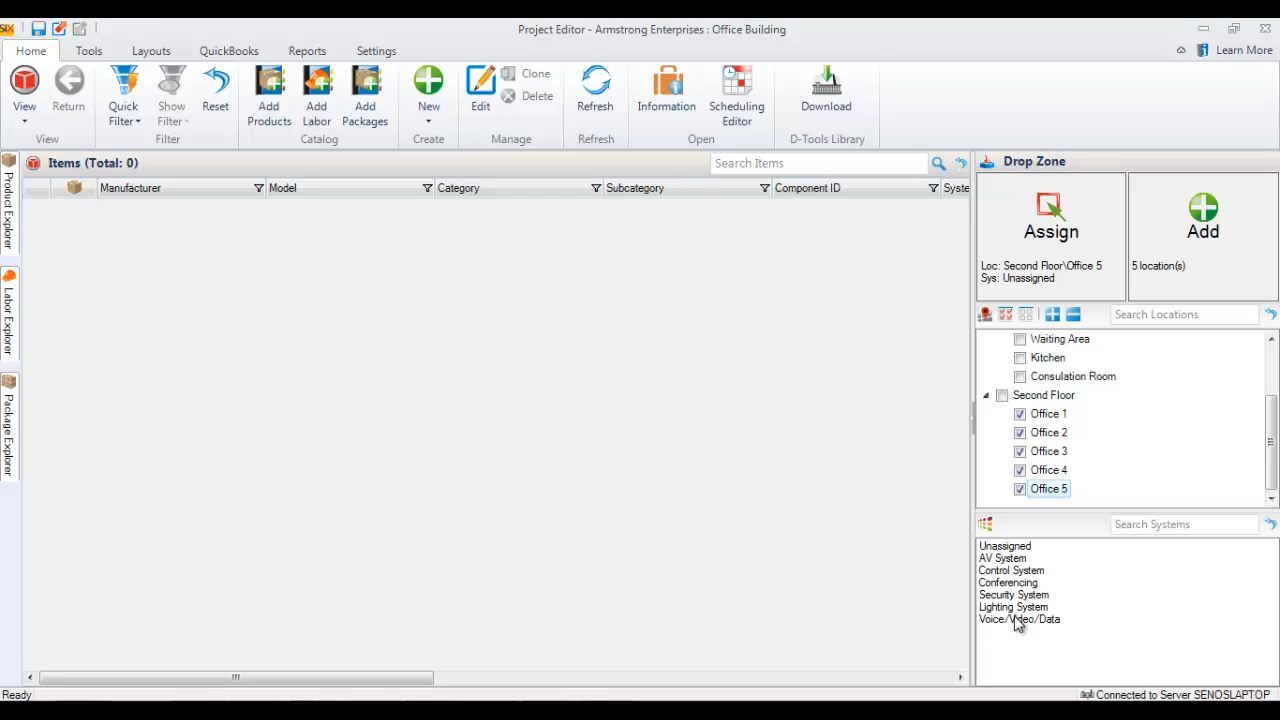 SIX
Project Editor - Armstrong Enterprises : Office Building
Home Tools Layouts QuickBooks Reports Settings
Learn More
View
Return
Quick Filter
Show Filter
Reset
Add Products
Add Labor
Add Packages
New
Edit
Clone
Delete
Refresh
Information
Scheduling Editor
Download
View
Filter
Catalog
Create
Manage
Refresh
Open
D-Tools Library
Product Explorer
Labor Explorer
Package Explorer
Items (Total: 0)
Search Items
Manufacturer Model Category Subcategory Component ID Syste
Drop Zone
Assign
Loc: Second Floor\Office 5
Sys: Unassigned
Add
5 location(s)
Search Locations
Waiting Area
Kitchen
Consulation Room
Second Floor
Office 1
Office 2
Office 3
Office 4
Office 5
Search Systems
Unassigned
AV System
Control System
Conferencing
Security System
Lighting System
Voice/Video/Data
Ready
Connected to Server SENOSLAPTOP